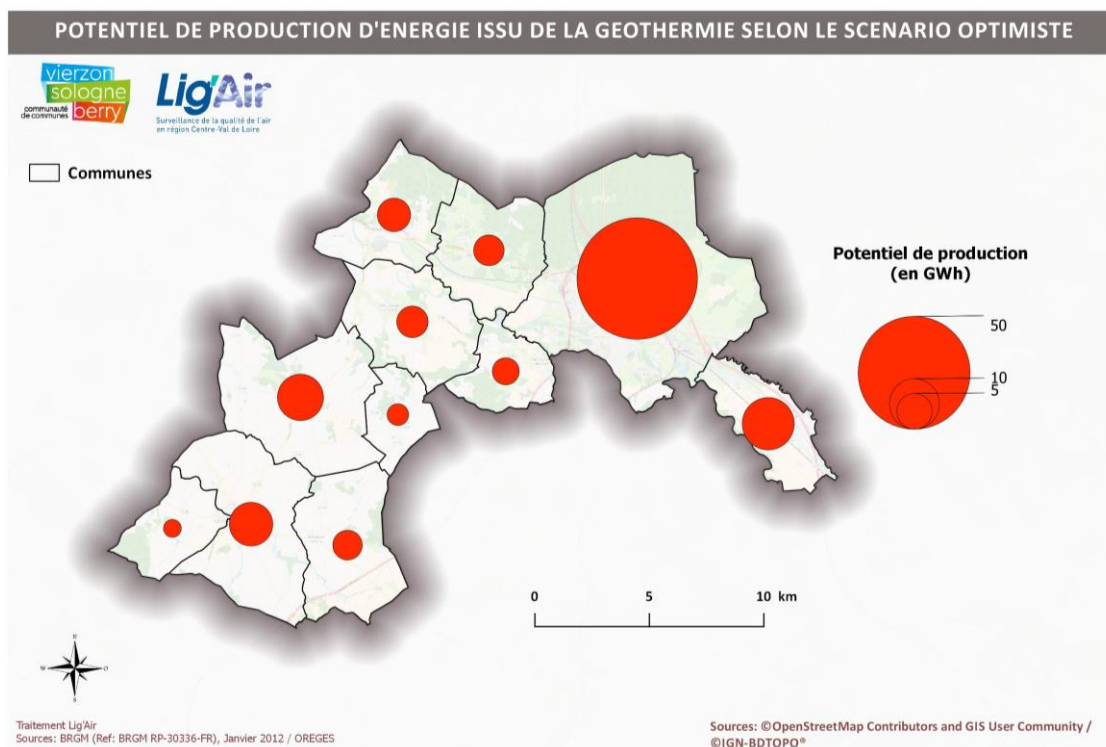 POTENTIEL DE PRODUCTION D'ENERGIE ISSU DE LA GEOTHERMIE SELON LE SCENARIO OPTIMISTE
vierzon
sologne
berry
communauté
de communes
Lig'Air
Surveillance de la qualité de l'air
en région Centre-Val de Loire
Communes
Potentiel de production
(en GWh)
50
10
5
0 5 10 km
N
O
S
Traitement Lig'Air
Sources: BRGM (Ref: BRGM RP-30336-FR), Janvier 2012 / OREGES
Sources: ©OpenStreetMap Contributors and GIS User Community /
©IGN-BDTOPO®